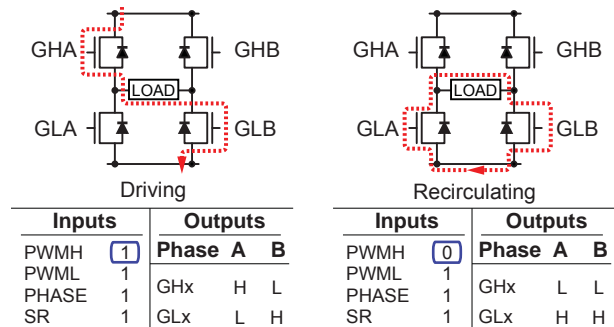 GHA GHB GHA GHB
LOAD LOAD
GLA GLB GLA GLB
Driving Recirculating
Inputs Outputs Inputs Outputs
PWMH 1 Phase A B PWMH 0 Phase A B
PWML 1 PWML 1
PHASE 1 GHx H L PHASE 1 GHx L L
SR 1 GLx L H SR 1 GLx H H